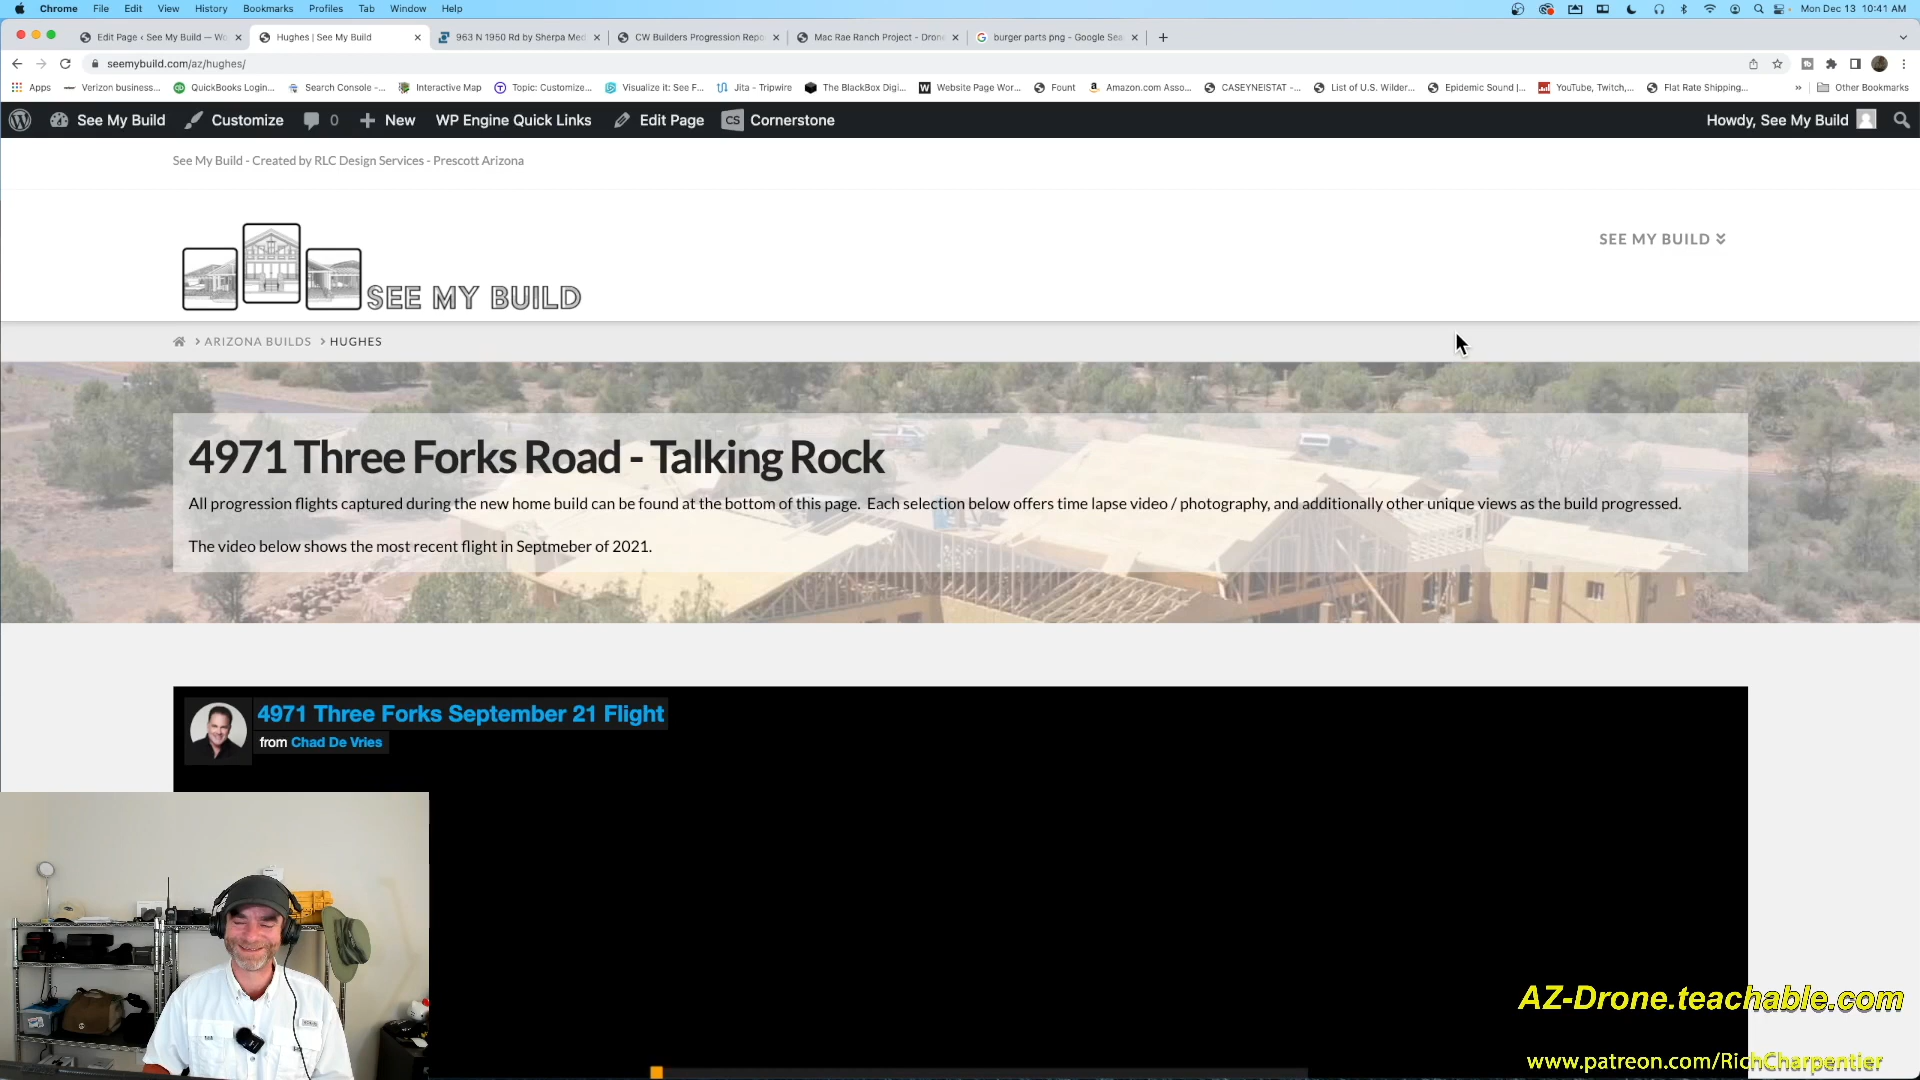 Chrome File Edit View History Bookmarks Profiles Tab Window Help Mon Dec 13 10:41 AM
Edit Page ‹ See My Build — Wo Hughes | See My Build 963 N 1950 Rd by Sherpa Med CW Builders Progression Repo Mac Rae Ranch Project - Drone burger parts png - Google Sea
seemybuild.com/az/hughes/
Apps Verizon business... QuickBooks Login... Search Console -... Interactive Map Topic: Customize... Visualize it: See F... Jita - Tripwire The BlackBox Digi... Website Page Wor... Fount Amazon.com Asso... CASEYNEISTAT -... List of U.S. Wilder... Epidemic Sound |... YouTube, Twitch,... Flat Rate Shipping... » Other Bookmarks
See My Build Customize 0 New WP Engine Quick Links Edit Page CS Cornerstone Howdy, See My Build
See My Build - Created by RLC Design Services - Prescott Arizona
SEE MY BUILD
SEE MY BUILD
ARIZONA BUILDS HUGHES
4971 Three Forks Road - Talking Rock
All progression flights captured during the new home build can be found at the bottom of this page. Each selection below offers time lapse video / photography, and additionally other unique views as the build progressed.
The video below shows the most recent flight in Septmeber of 2021.
4971 Three Forks September 21 Flight
from Chad De Vries
AZ-Drone.teachable.com
www.patreon.com/RichCharpentier